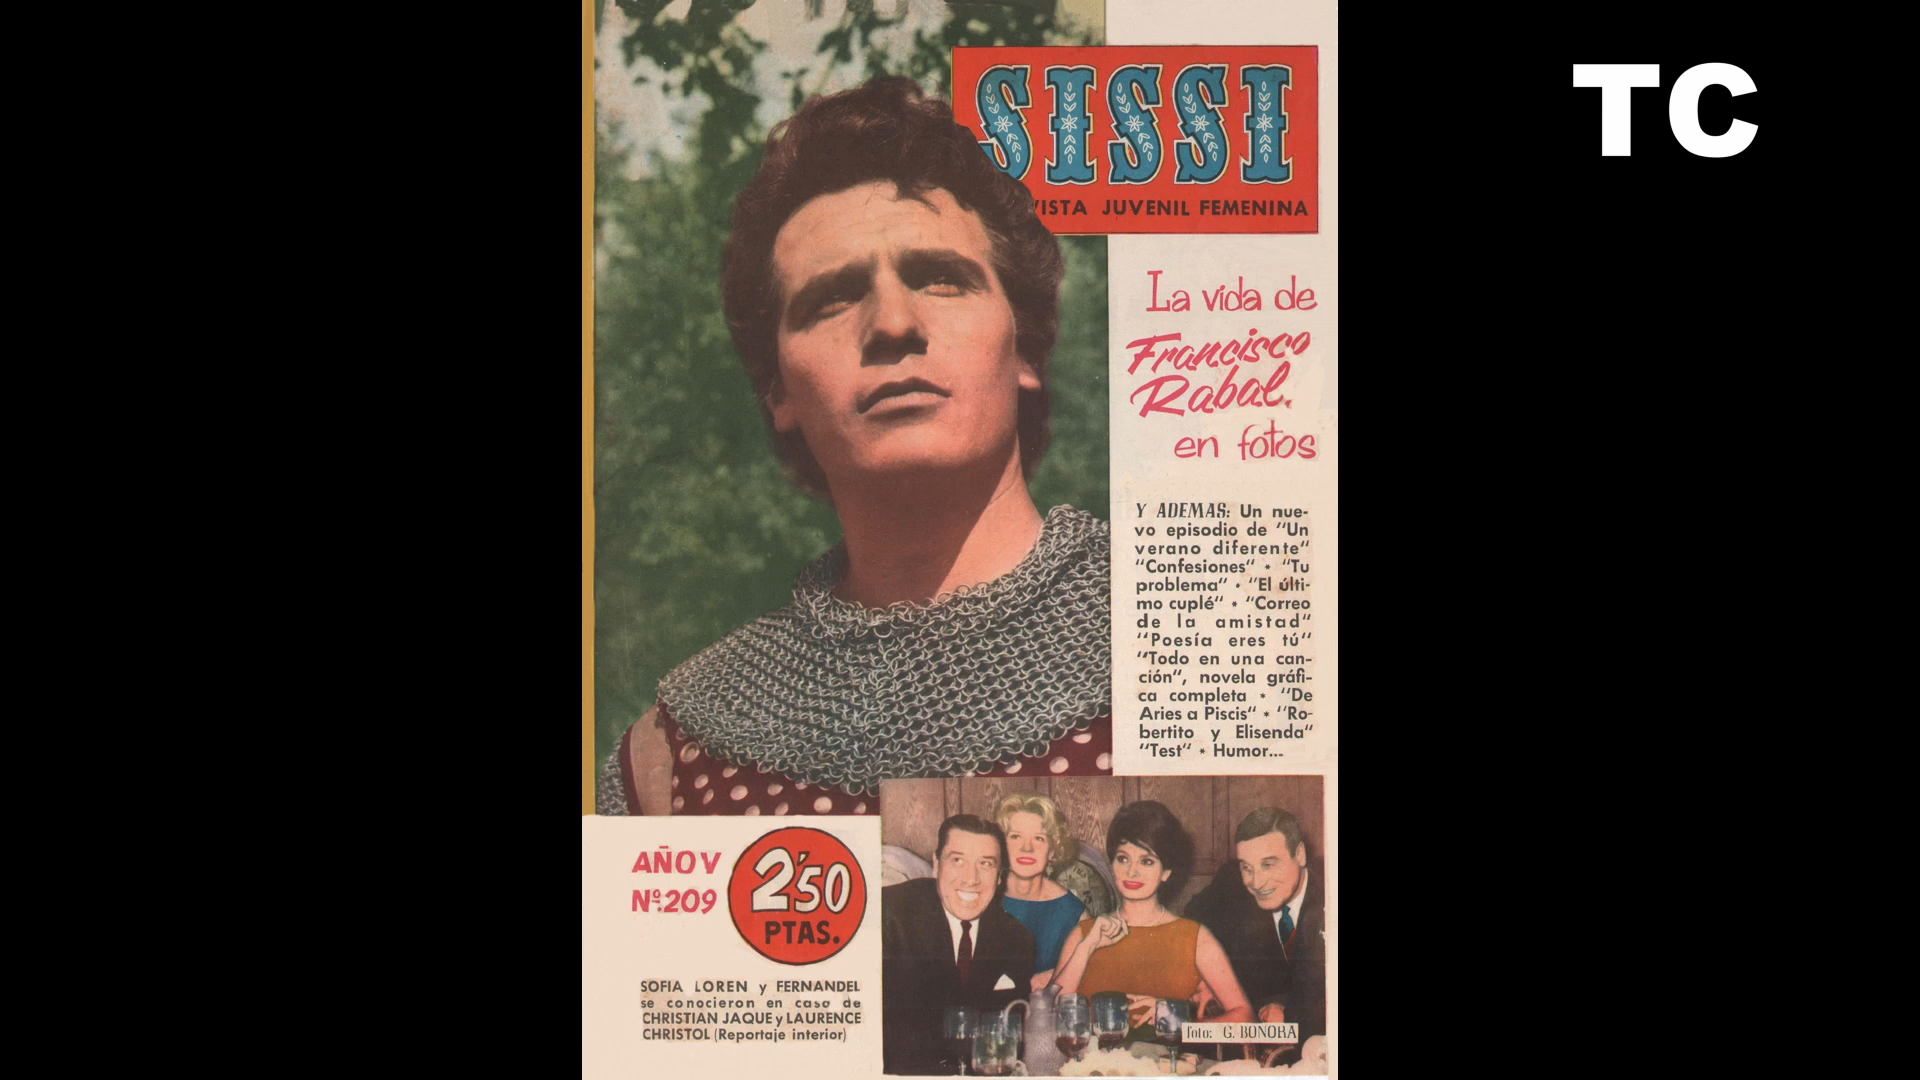 TC
SISSI
VISTA JUVENIL FEMENINA
La vida de
Francisco
Rabal.
en fotos
Y ADEMAS: Un nue-
vo episodio de "Un
verano diferente"
"Confesiones" * "Tu
problema" * "El últi-
mo cuplé" * "Correo
de la amistad"
"Poesía eres tú"
"Todo en una can-
ción", novela gráfi-
ca completa * "De
Aries a Piscis" * "Ro-
bertito y Elisenda"
"Test" * Humor...
AÑO V
Nº.209
2'50
PTAS.
SOFIA LOREN y FERNANDEL
se conocieron en casa de
CHRISTIAN JAQUE y LAURENCE
CHRISTOL (Reportaje interior)
foto: G. BONORA